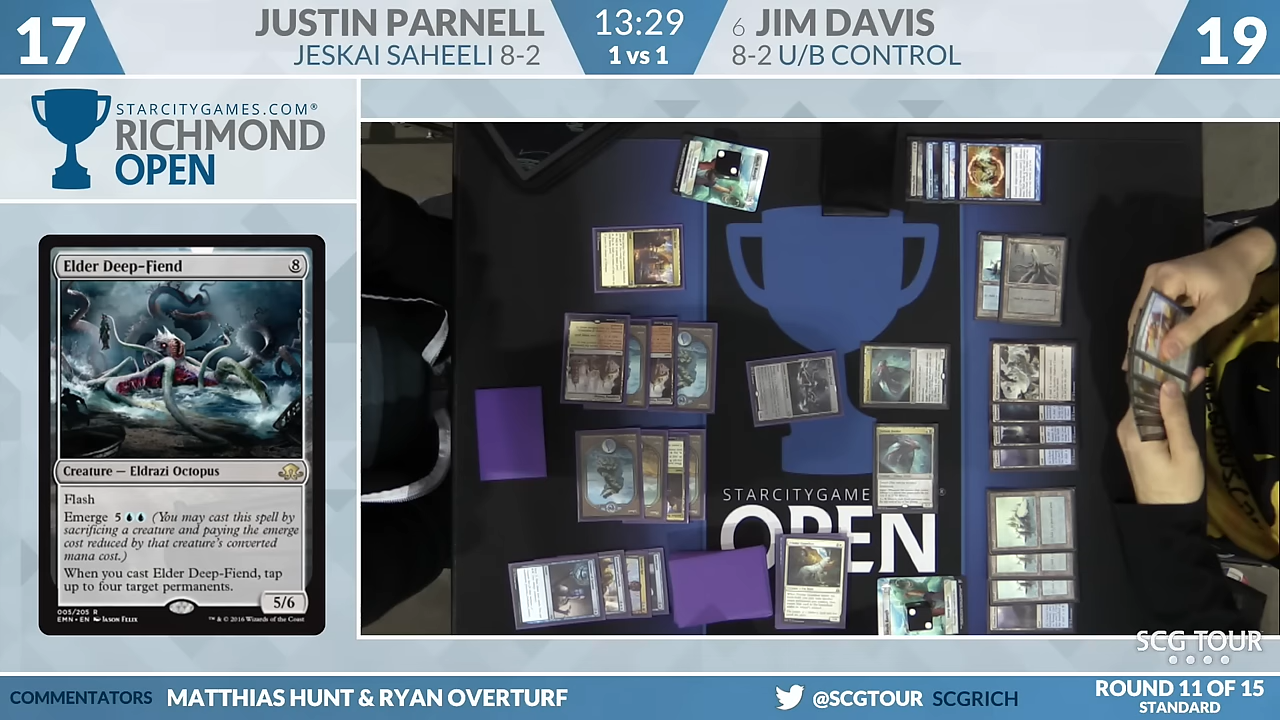 17
JUSTIN PARNELL
JESKAI SAHEELI 8-2
13:29
1 vs 1
6 JIM DAVIS
8-2 U/B CONTROL
19
STARCITYGAMES.COM®
RICHMOND
OPEN
Elder Deep-Fiend 8
Creature — Eldrazi Octopus
Flash
Emerge 5 (You may cast this spell by
sacrificing a creature and paying the emerge
cost reduced by that creature's converted
mana cost.)
When you cast Elder Deep-Fiend, tap
up to four target permanents.
5/6
005/205 R
EMN • EN JASON FELIX
™ & © 2016 Wizards of the Coast
STARCITYGAME
OPEN
SCG TOUR
COMMENTATORS MATTHIAS HUNT & RYAN OVERTURF
@SCGTOUR SCGRICH
ROUND 11 OF 15
STANDARD